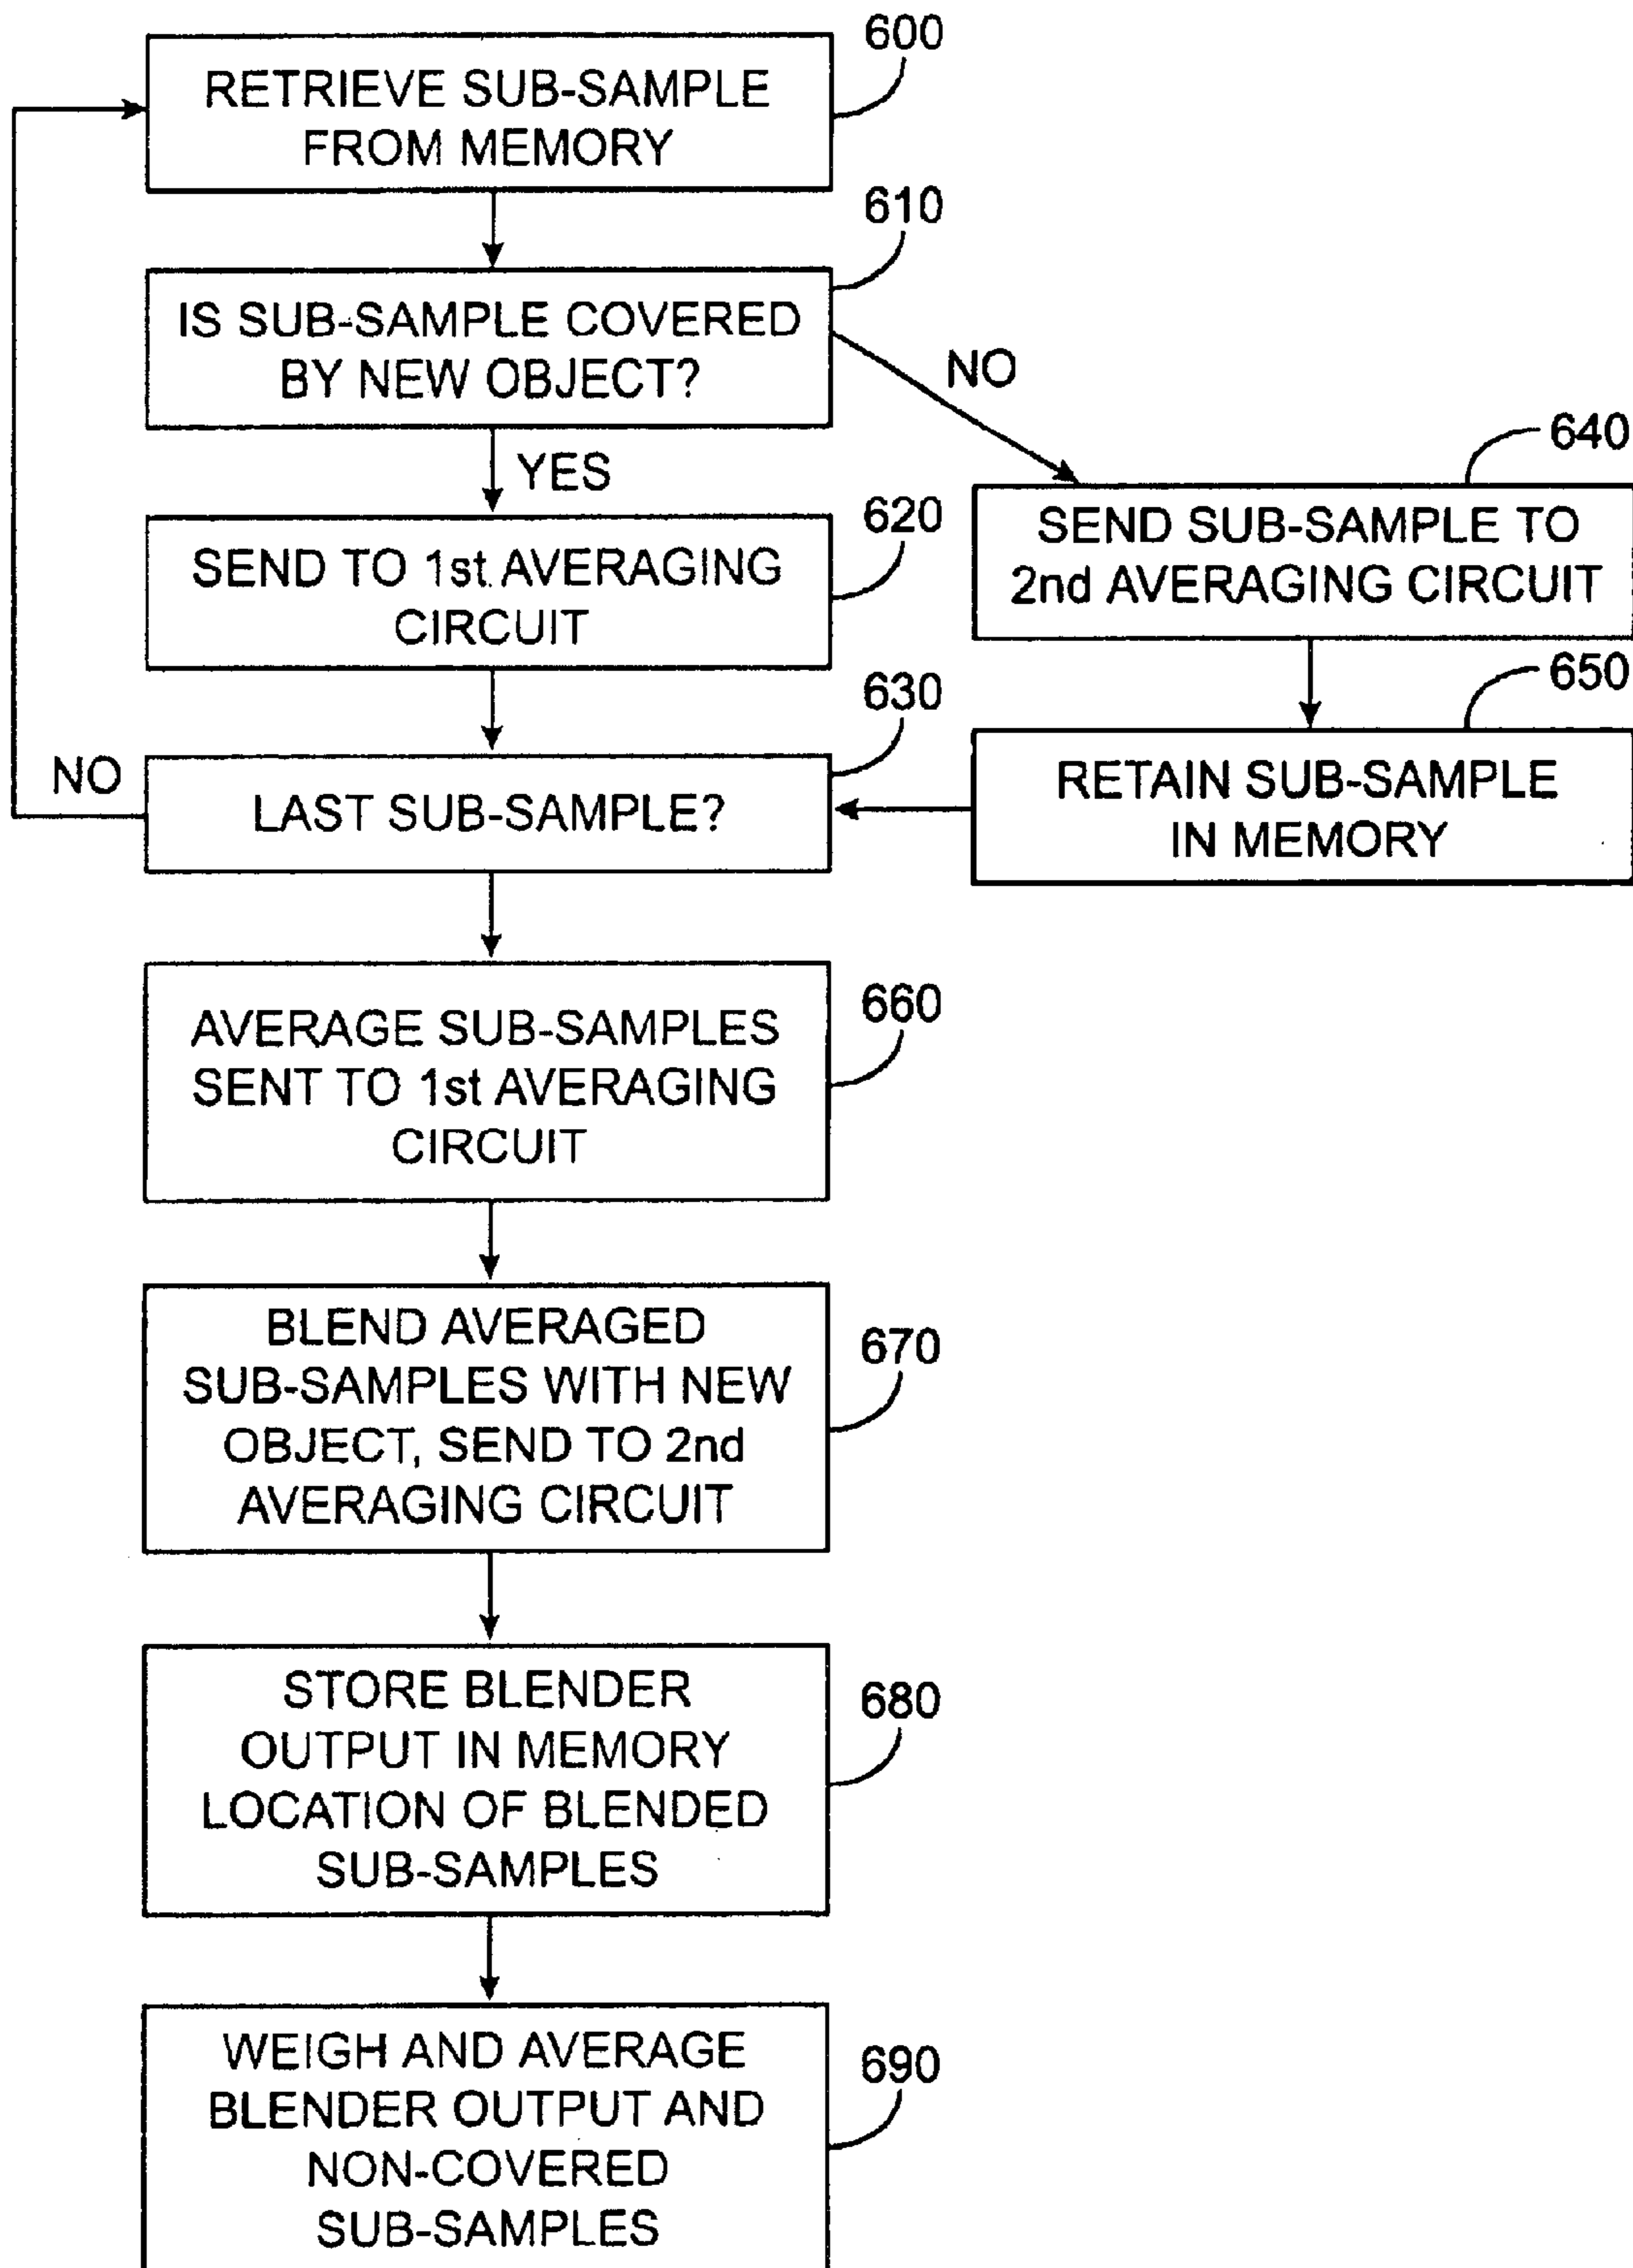 600
RETRIEVE SUB-SAMPLE
FROM MEMORY
610
IS SUB-SAMPLE COVERED
BY NEW OBJECT?
NO
YES
640
SEND SUB-SAMPLE TO
2nd AVERAGING CIRCUIT
620
SEND TO 1st AVERAGING
CIRCUIT
650
RETAIN SUB-SAMPLE
IN MEMORY
630
NO
LAST SUB-SAMPLE?
660
AVERAGE SUB-SAMPLES
SENT TO 1st AVERAGING
CIRCUIT
670
BLEND AVERAGED
SUB-SAMPLES WITH NEW
OBJECT, SEND TO 2nd
AVERAGING CIRCUIT
680
STORE BLENDER
OUTPUT IN MEMORY
LOCATION OF BLENDED
SUB-SAMPLES
690
WEIGH AND AVERAGE
BLENDER OUTPUT AND
NON-COVERED
SUB-SAMPLES